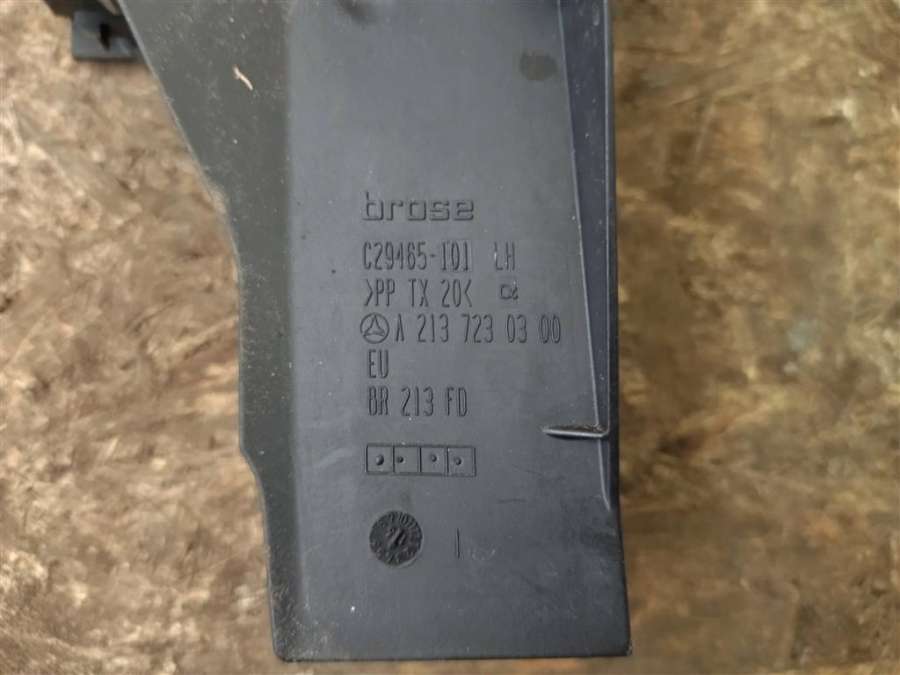 brose
C29465-101 LH
>PP TX 20<
A 213 723 03 00
EU
BR 213 FD